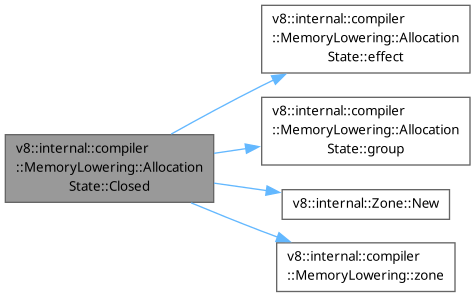 v8::internal::compiler
::MemoryLowering::Allocation
State::effect
v8::internal::compiler
::MemoryLowering::Allocation
State::group
v8::internal::compiler
::MemoryLowering::Allocation
State::Closed
v8::internal::Zone::New
v8::internal::compiler
::MemoryLowering::zone